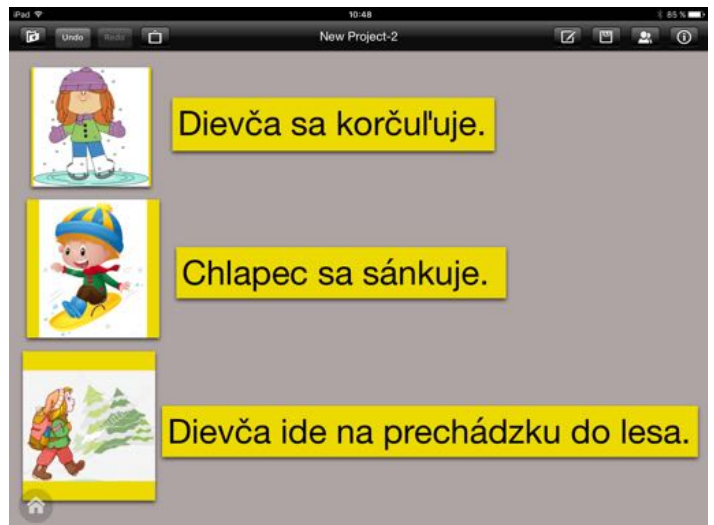 iPad
10:48
85 %
Undo
Redo
New Project-2
Dievča sa korčuľuje.
Chlapec sa sánkuje.
Dievča ide na prechádzku do lesa.